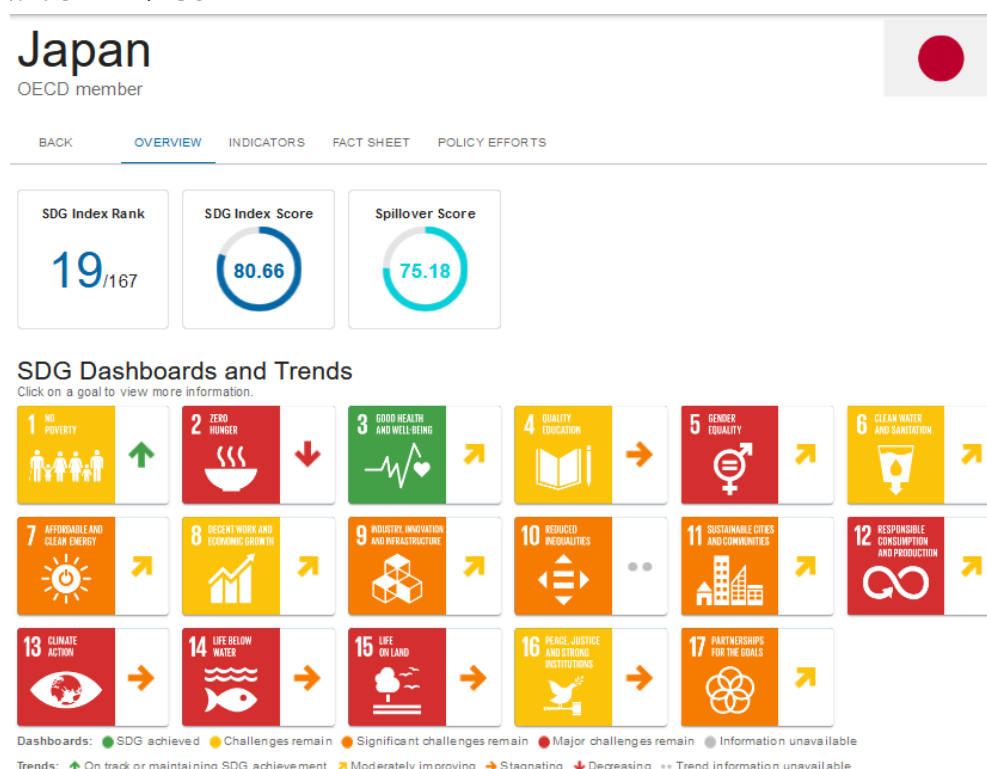 Japan
OECD member
BACK OVERVIEW INDICATORS FACT SHEET POLICY EFFORTS
SDG Index Rank
19/167
SDG Index Score
80.66
Spillover Score
75.18
SDG Dashboards and Trends
Click on a goal to view more information.
1 NO
POVERTY
2 ZERO
HUNGER
3 GOOD HEALTH
AND WELL-BEING
4 QUALITY
EDUCATION
5 GENDER
EQUALITY
6 CLEAN WATER
AND SANITATION
7 AFFORDABLE AND
CLEAN ENERGY
8 DECENT WORK AND
ECONOMIC GROWTH
9 INDUSTRY, INNOVATION
AND INFRASTRUCTURE
10 REDUCED
INEQUALITIES
11 SUSTAINABLE CITIES
AND COMMUNITIES
12 RESPONSIBLE
CONSUMPTION
AND PRODUCTION
13 CLIMATE
ACTION
14 LIFE BELOW
WATER
15 LIFE
ON LAND
16 PEACE, JUSTICE
AND STRONG
INSTITUTIONS
17 PARTNERSHIPS
FOR THE GOALS
Dashboards: SDG achieved Challenges remain Significant challenges remain Major challenges remain Information unavailable
Trends: On track or maintaining SDG achievement Moderately improving Stagnating Decreasing Trend information unavailable